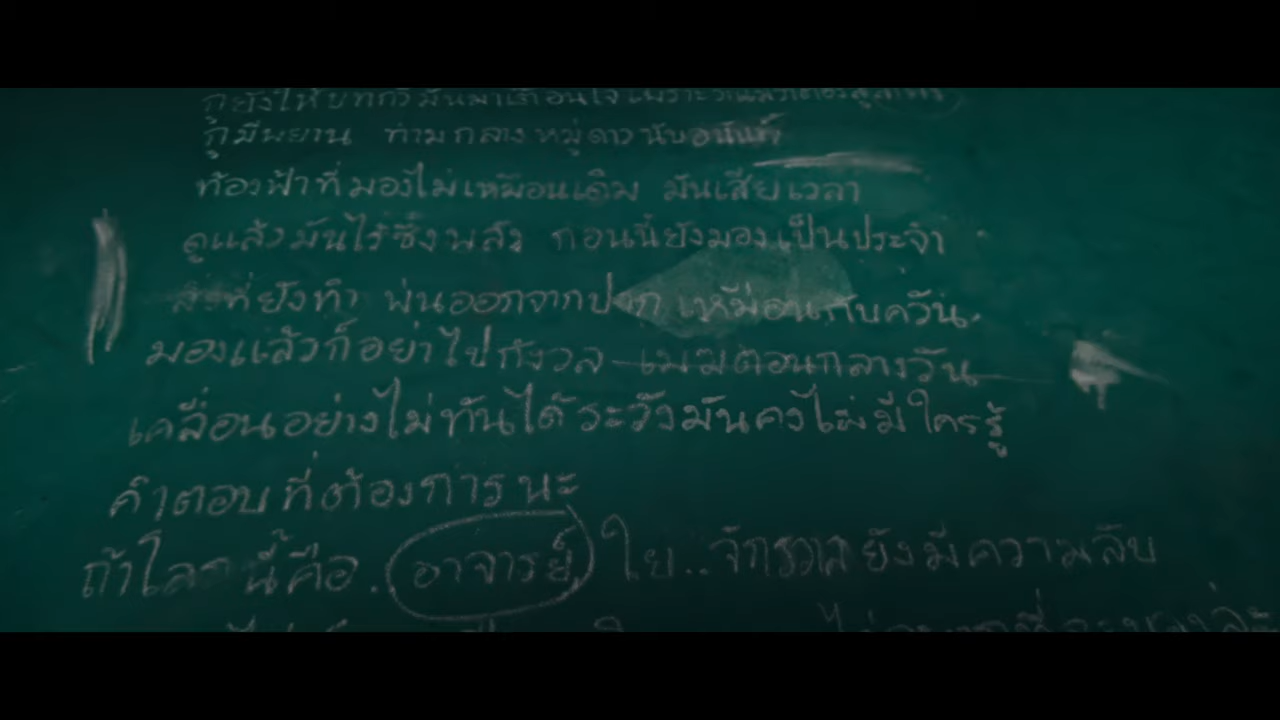 กูมีพยาน ท่ามกลางหมู่ดาวนับอนันต์
ท้องฟ้าที่มองไม่เหมือนเดิม มันเสียเวลา
ดูแล้วมันไร้ซึ่งพลัง ตอนนี้ยังมองเป็นประจำ
ที่ยังทำ พ่นออกจากปาก เหมือนกับควัน
มองแล้วก็อย่าไปกังวล เมฆตอนกลางวัน
เคลื่อนอย่างไม่ทันได้ระวังมันคงไม่มีใครรู้
คำตอบที่ต้องการนะ
ถ้าโลกนี้คือ. อาจารย์ ใย..จักรวาลยังมีความลับ